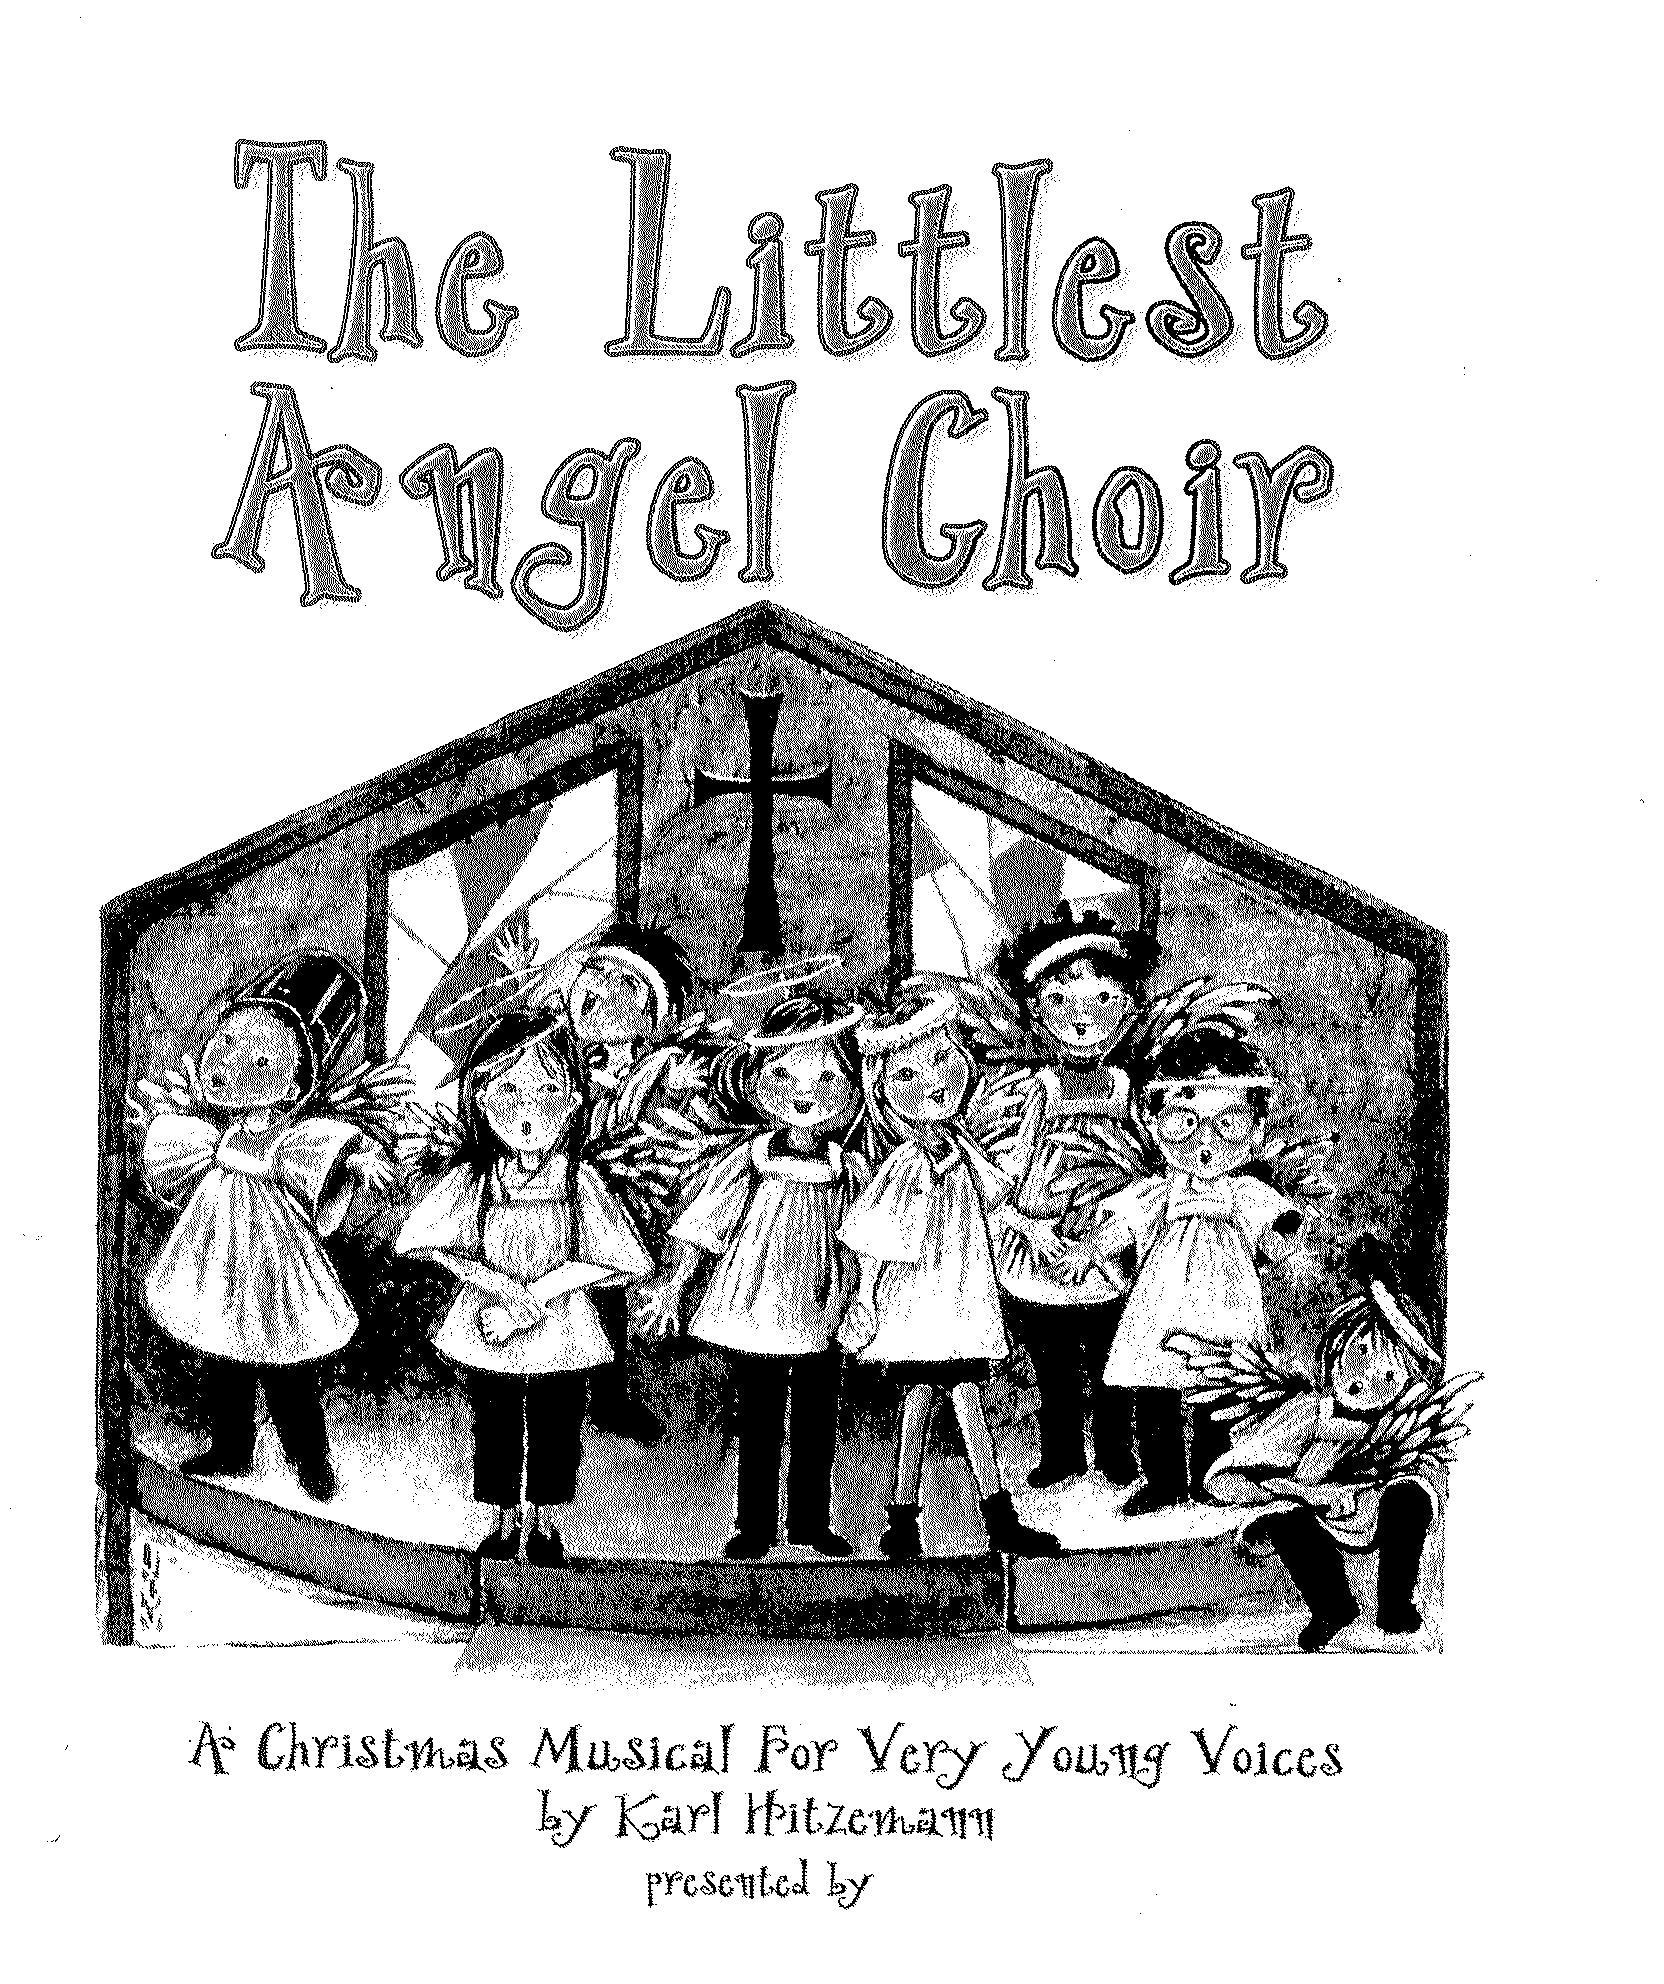 The Littlest
Angel Choir
A Christmas Musical For Very Young Voices
by Karl Hitzemann
presented by